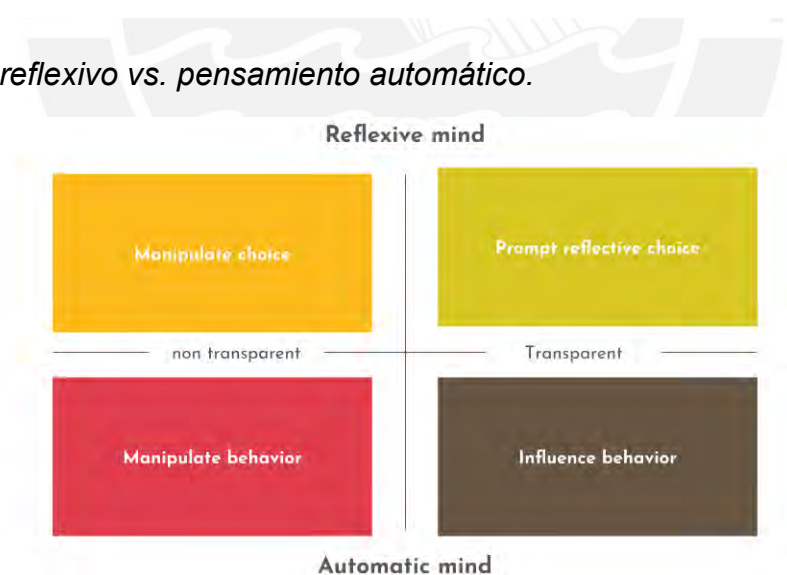 reflexivo vs. pensamiento automático.
Reflexive mind
Manipulate choice
Prompt reflective choice
non transparent
Transparent
Manipulate behavior
Influence behavior
Automatic mind